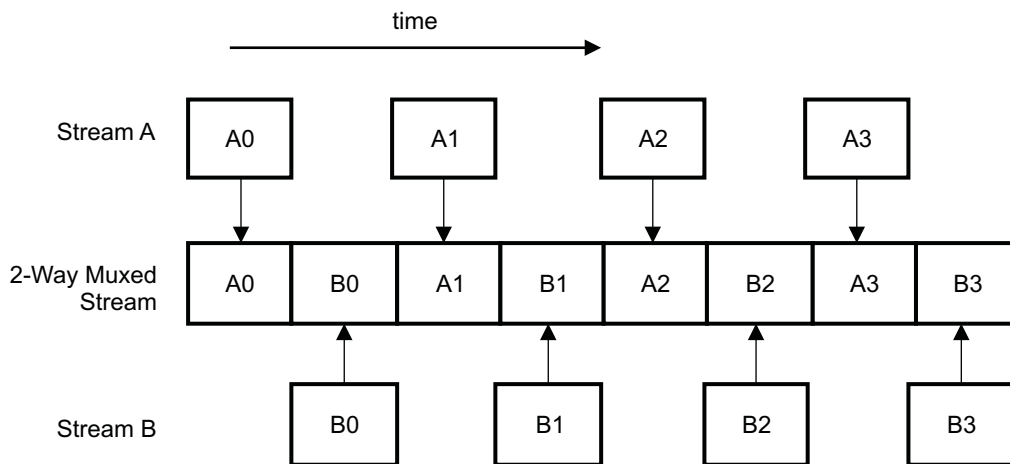 time
Stream A
A0 A1 A2 A3
2-Way Muxed
Stream
A0 B0 A1 B1 A2 B2 A3 B3
Stream B
B0 B1 B2 B3